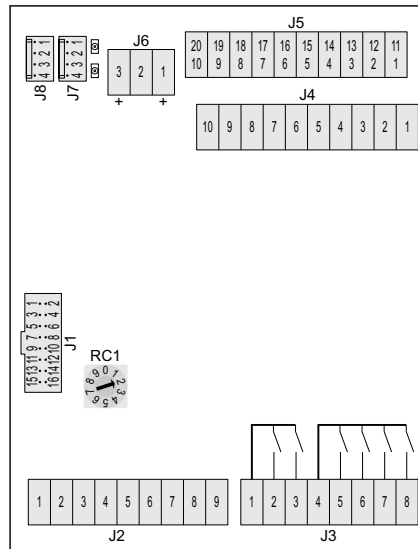 J8
1 2 3 4
J7
1 2 3 4
J6
3 2 1
+ +
J5
20 19 18 17 16 15 14 13 12 11
10 9 8 7 6 5 4 3 2 1
J4
10 9 8 7 6 5 4 3 2 1
J1
15 13 11 9 7 5 3 1
16 14 12 10 8 6 4 2
RC1
0 1 2 3 4 5 6 7 8 9
1 2 3 4 5 6 7 8 9
J2
1 2 3 4 5 6 7 8
J3